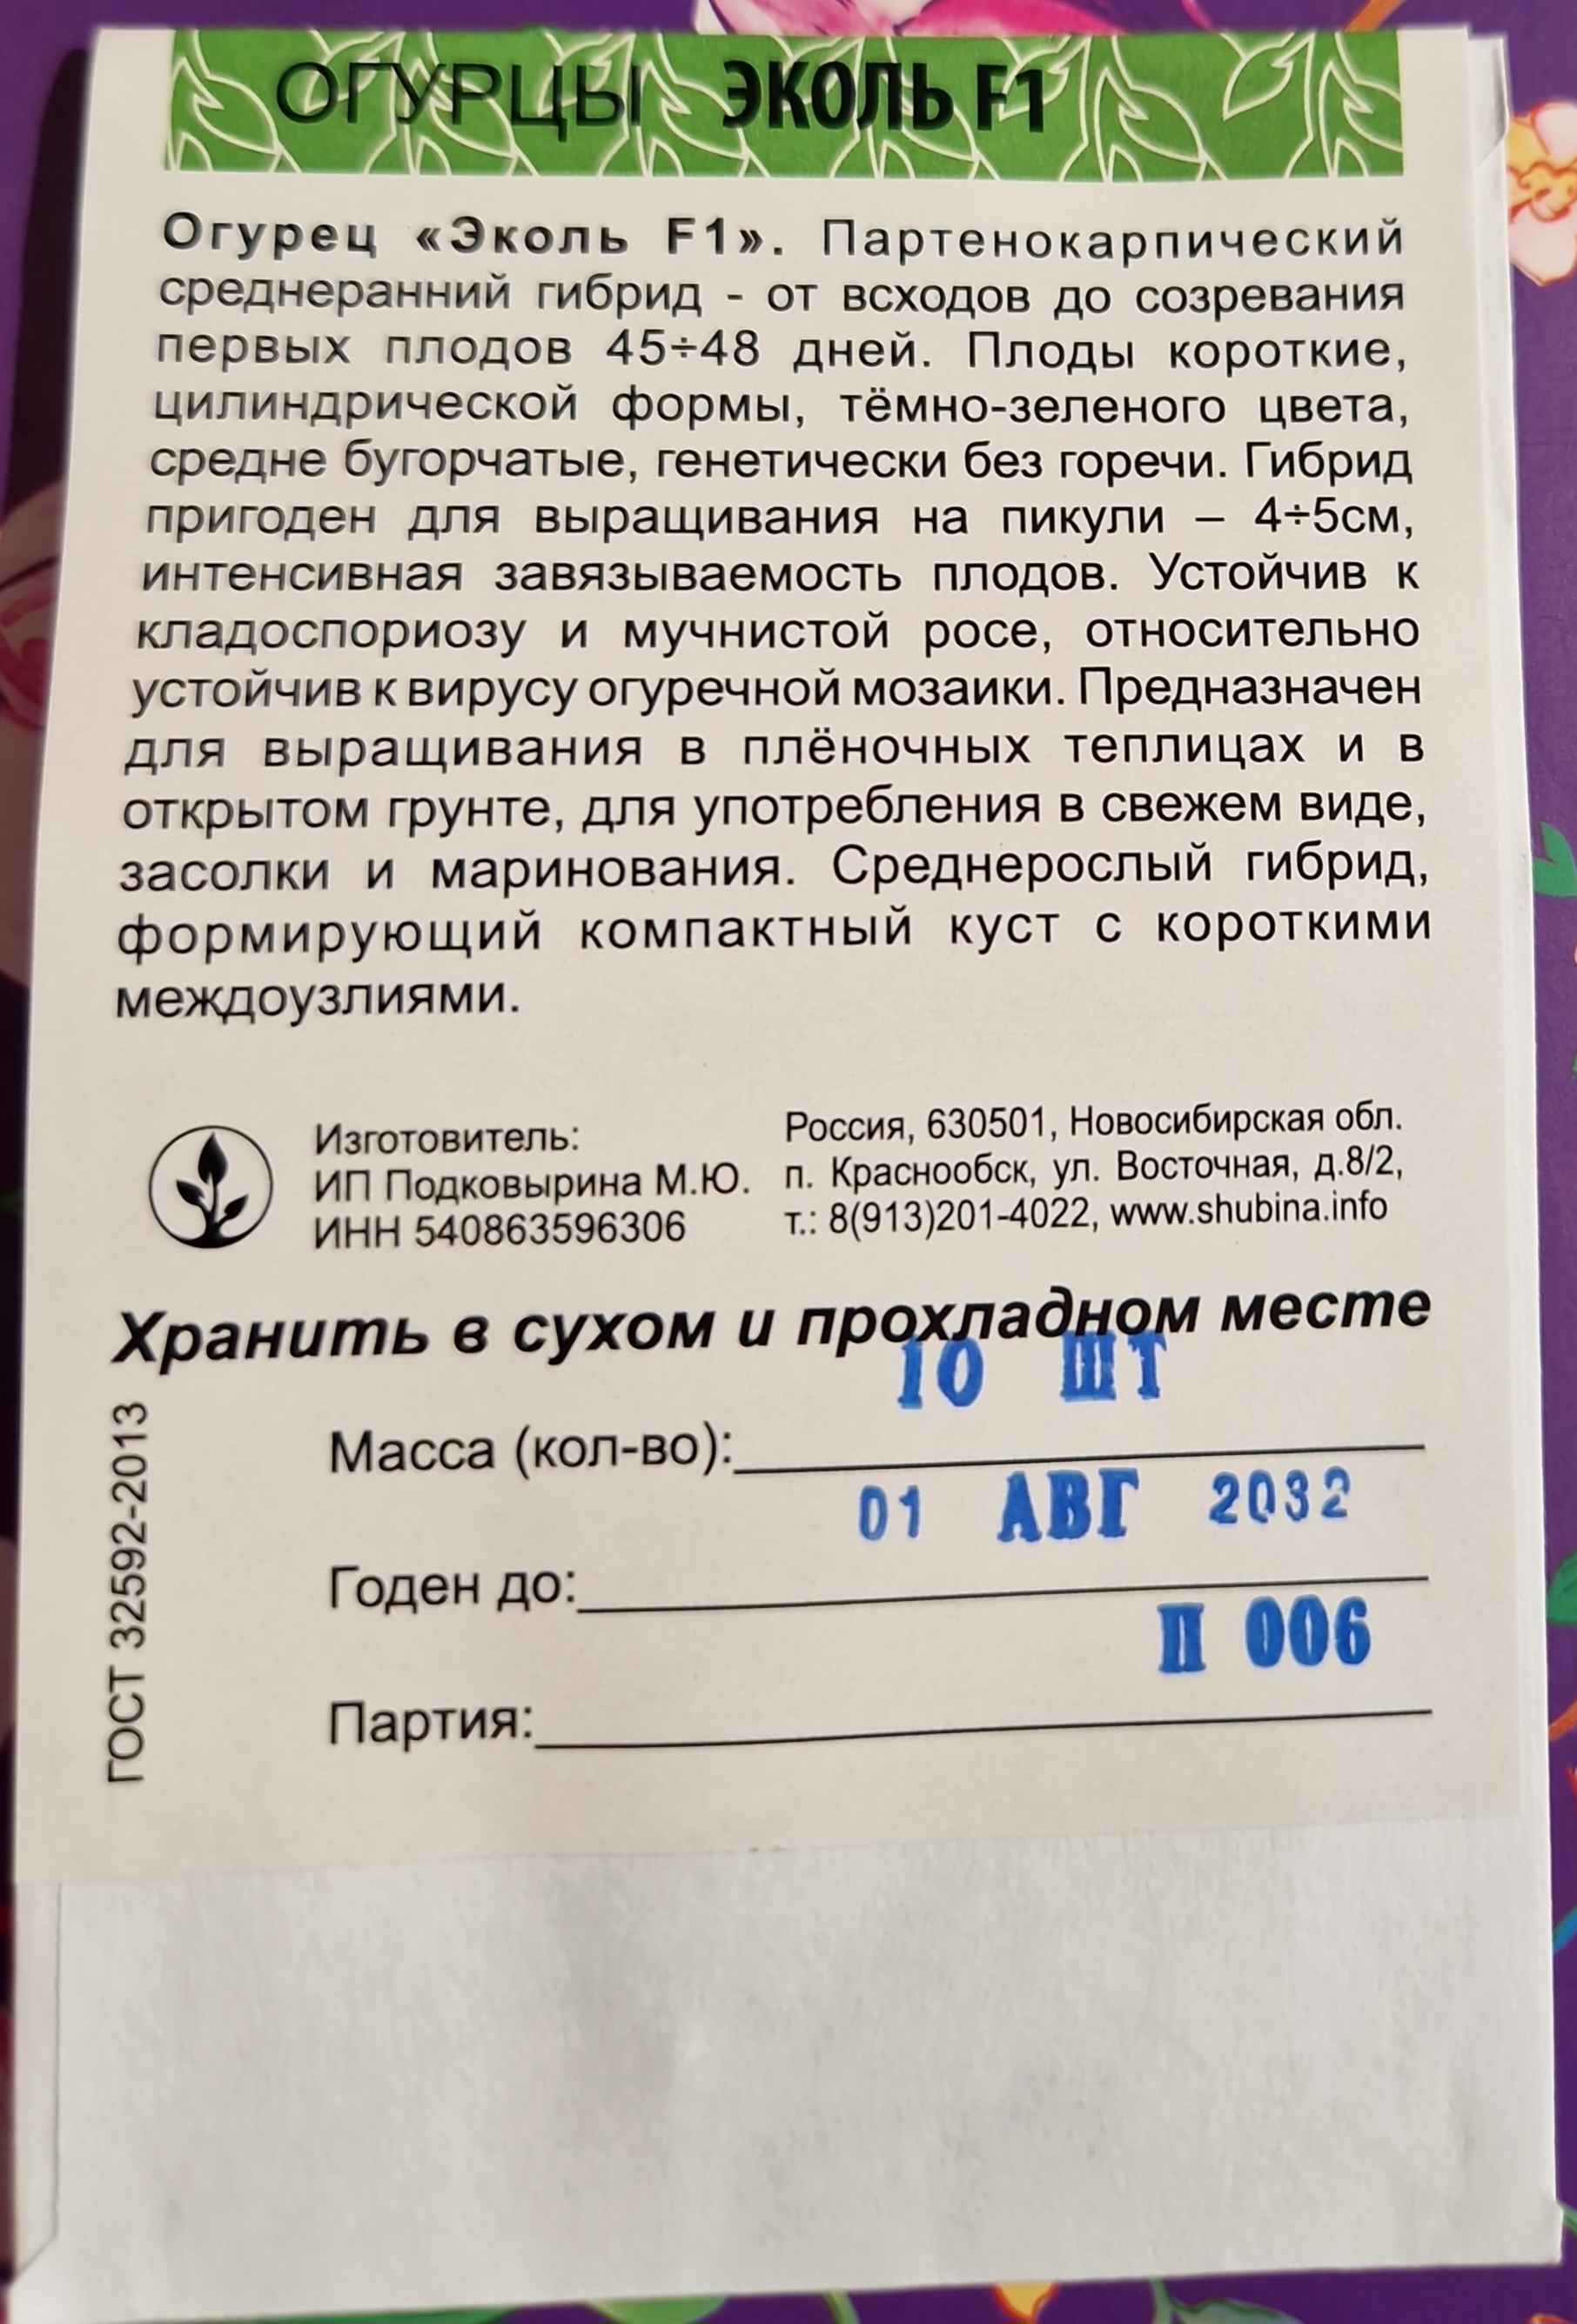 ОГУРЦЫ ЭКОЛЬ F1
Огурец «Эколь F1». Партенокарпический
среднеранний гибрид - от всходов до созревания
первых плодов 45÷48 дней. Плоды короткие,
цилиндрической формы, тёмно-зеленого цвета,
средне бугорчатые, генетически без горечи. Гибрид
пригоден для выращивания на пикули – 4÷5см,
интенсивная завязываемость плодов. Устойчив к
кладоспориозу и мучнистой росе, относительно
устойчив к вирусу огуречной мозаики. Предназначен
для выращивания в плёночных теплицах и в
открытом грунте, для употребления в свежем виде,
засолки и маринования. Среднерослый гибрид,
формирующий компактный куст с короткими
междоузлиями.
Изготовитель:
ИП Подковырина М.Ю.
ИНН 540863596306
Россия, 630501, Новосибирская обл.
п. Краснообск, ул. Восточная, д.8/2,
т.: 8(913)201-4022, www.shubina.info
Хранить в сухом и прохладном месте
10 ШТ
Масса (кол-во):
01 АВГ 2032
Годен до:
П 006
Партия:
ГОСТ 32592-2013